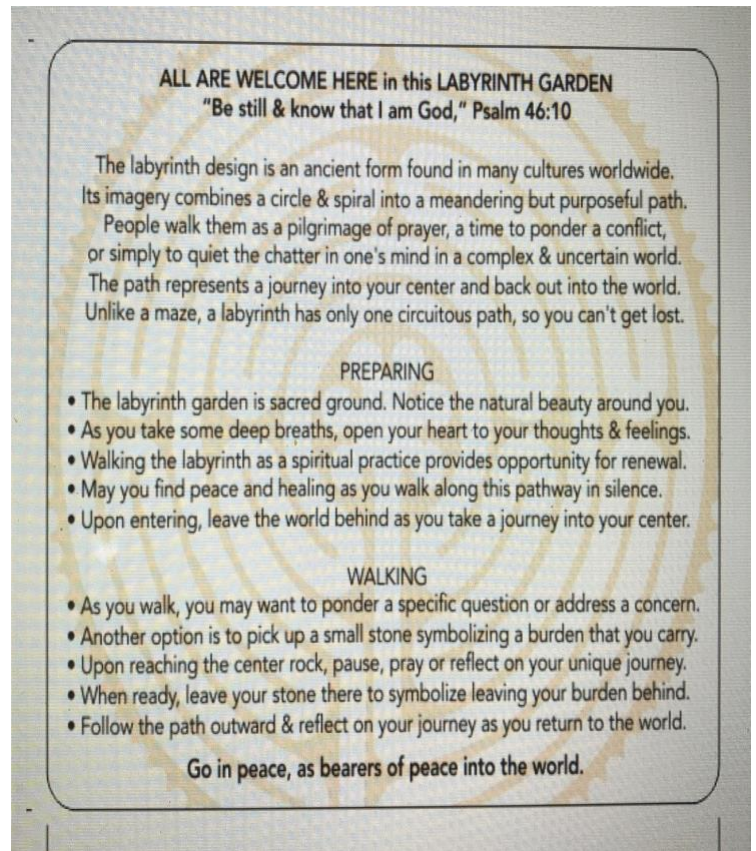 ALL ARE WELCOME HERE in this LABYRINTH GARDEN
"Be still & know that I am God," Psalm 46:10
The labyrinth design is an ancient form found in many cultures worldwide.
Its imagery combines a circle & spiral into a meandering but purposeful path.
People walk them as a pilgrimage of prayer, a time to ponder a conflict,
or simply to quiet the chatter in one's mind in a complex & uncertain world.
The path represents a journey into your center and back out into the world.
Unlike a maze, a labyrinth has only one circuitous path, so you can't get lost.
PREPARING
• The labyrinth garden is sacred ground. Notice the natural beauty around you.
• As you take some deep breaths, open your heart to your thoughts & feelings.
• Walking the labyrinth as a spiritual practice provides opportunity for renewal.
• May you find peace and healing as you walk along this pathway in silence.
• Upon entering, leave the world behind as you take a journey into your center.
WALKING
• As you walk, you may want to ponder a specific question or address a concern.
• Another option is to pick up a small stone symbolizing a burden that you carry.
• Upon reaching the center rock, pause, pray or reflect on your unique journey.
• When ready, leave your stone there to symbolize leaving your burden behind.
• Follow the path outward & reflect on your journey as you return to the world.
Go in peace, as bearers of peace into the world.